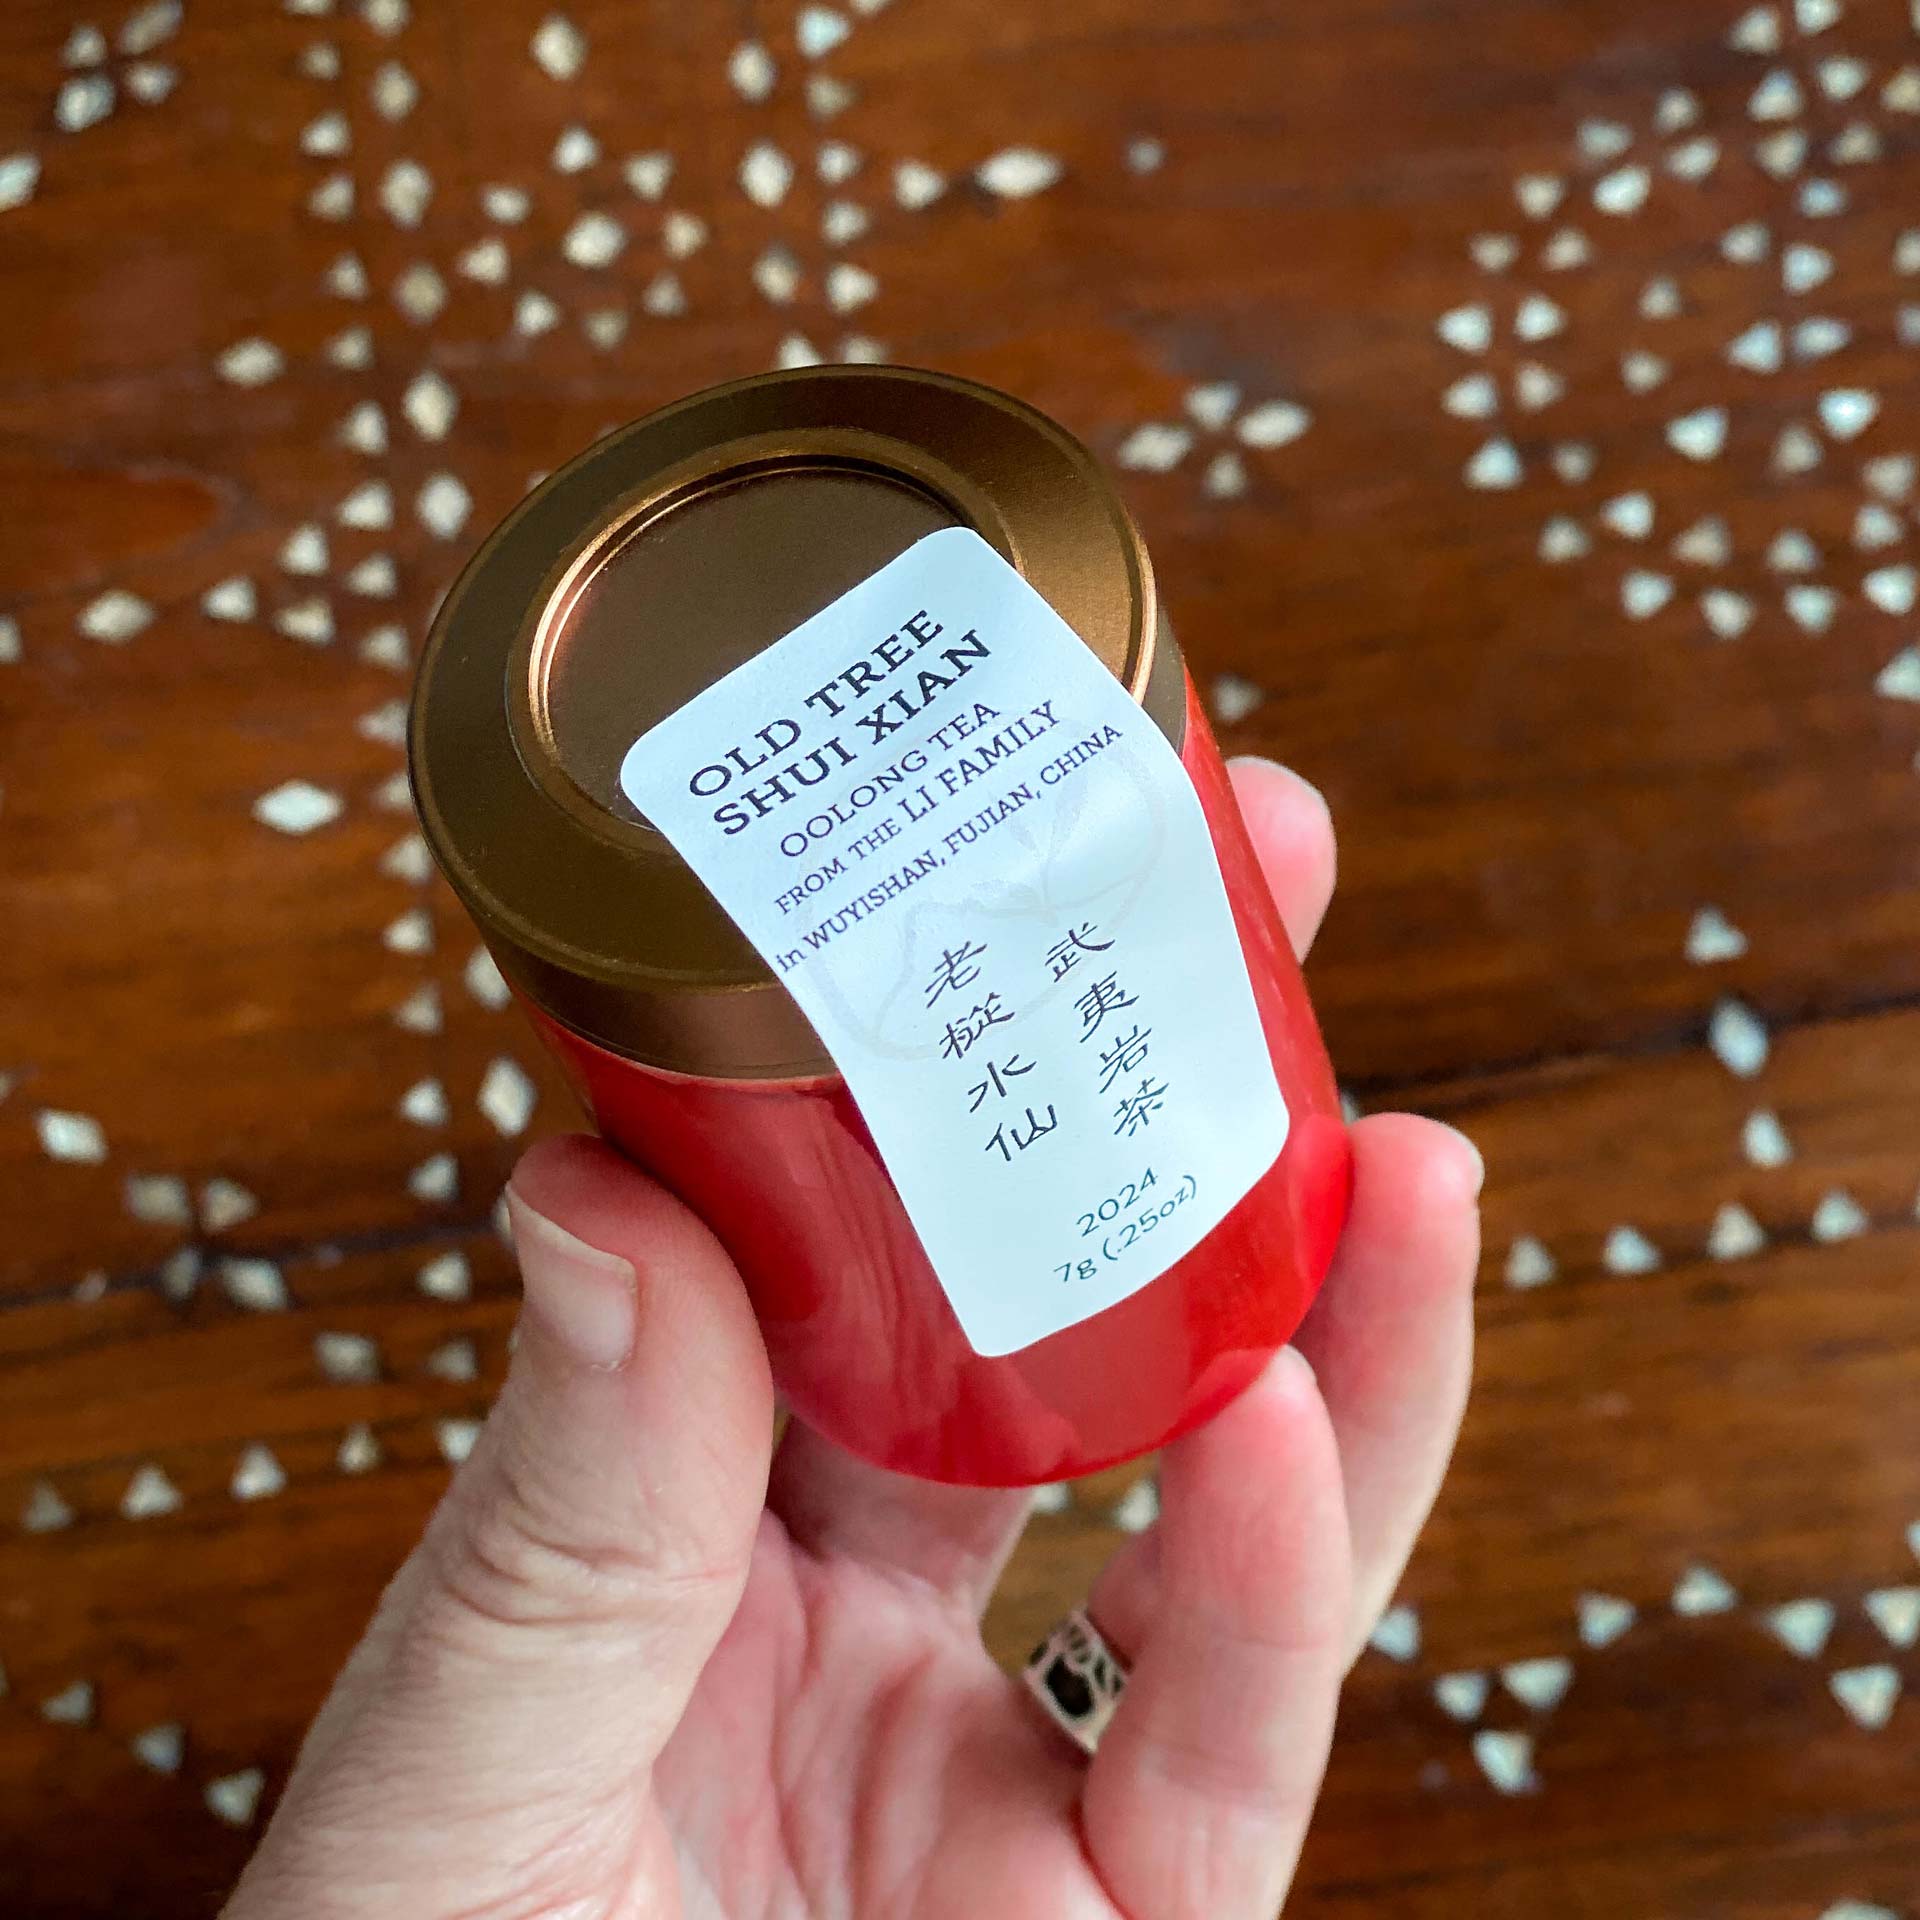 OLD TREE
SHUI XIAN
OOLONG TEA
FROM THE LI FAMILY
in WUYISHAN, FUJIAN, CHINA
武夷岩茶
老樅水仙
2024
7g (.25oz)